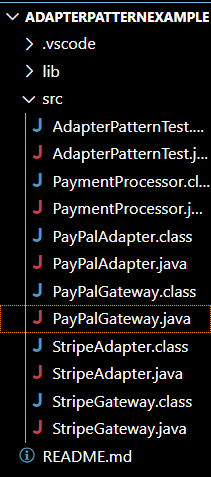 ADAPTERPATTERNEXAMPLE
.vscode
lib
src
AdapterPatternTest....
AdapterPatternTest.j...
PaymentProcessor.cl...
PaymentProcessor.j...
PayPalAdapter.class
PayPalAdapter.java
PayPalGateway.class
PayPalGateway.java
StripeAdapter.class
StripeAdapter.java
StripeGateway.class
StripeGateway.java
README.md